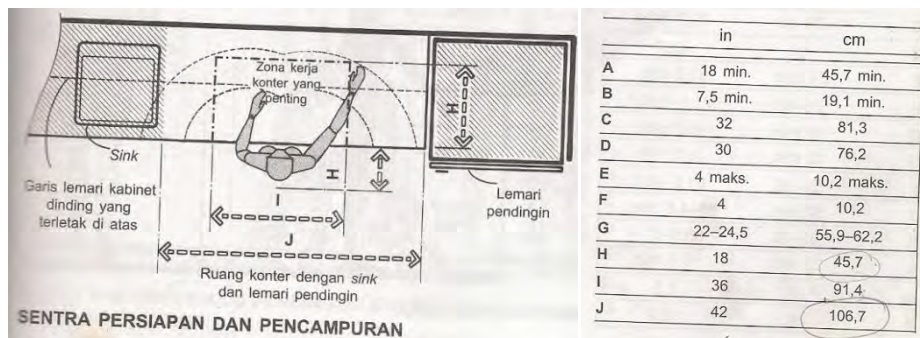 Zona kerja
konter yang
penting
H
Sink
H
I
Garis lemari kabinet
dinding yang
terletak di atas
Lemari
pendingin
J
Ruang konter dengan sink
dan lemari pendingin
SENTRA PERSIAPAN DAN PENCAMPURAN
in cm
A 18 min. 45,7 min.
B 7,5 min. 19,1 min.
C 32 81,3
D 30 76,2
E 4 maks. 10,2 maks.
F 4 10,2
G 22–24,5 55,9–62,2
H 18 45,7
I 36 91,4
J 42 106,7